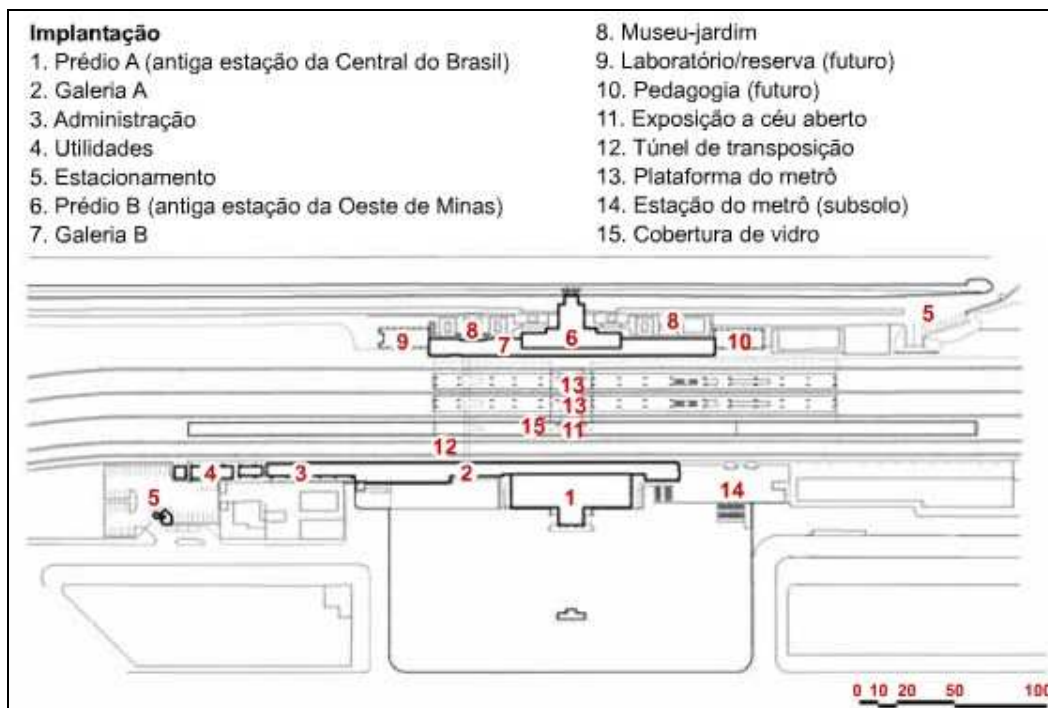 Implantação
1. Prédio A (antiga estação da Central do Brasil)
2. Galeria A
3. Administração
4. Utilidades
5. Estacionamento
6. Prédio B (antiga estação da Oeste de Minas)
7. Galeria B
8. Museu-jardim
9. Laboratório/reserva (futuro)
10. Pedagogia (futuro)
11. Exposição a céu aberto
12. Túnel de transposição
13. Plataforma do metrô
14. Estação do metrô (subsolo)
15. Cobertura de vidro
5
8 8
9 7 6 10
13
13
15 11
12
4 3 2
5 1 14
0 10 20 50 100